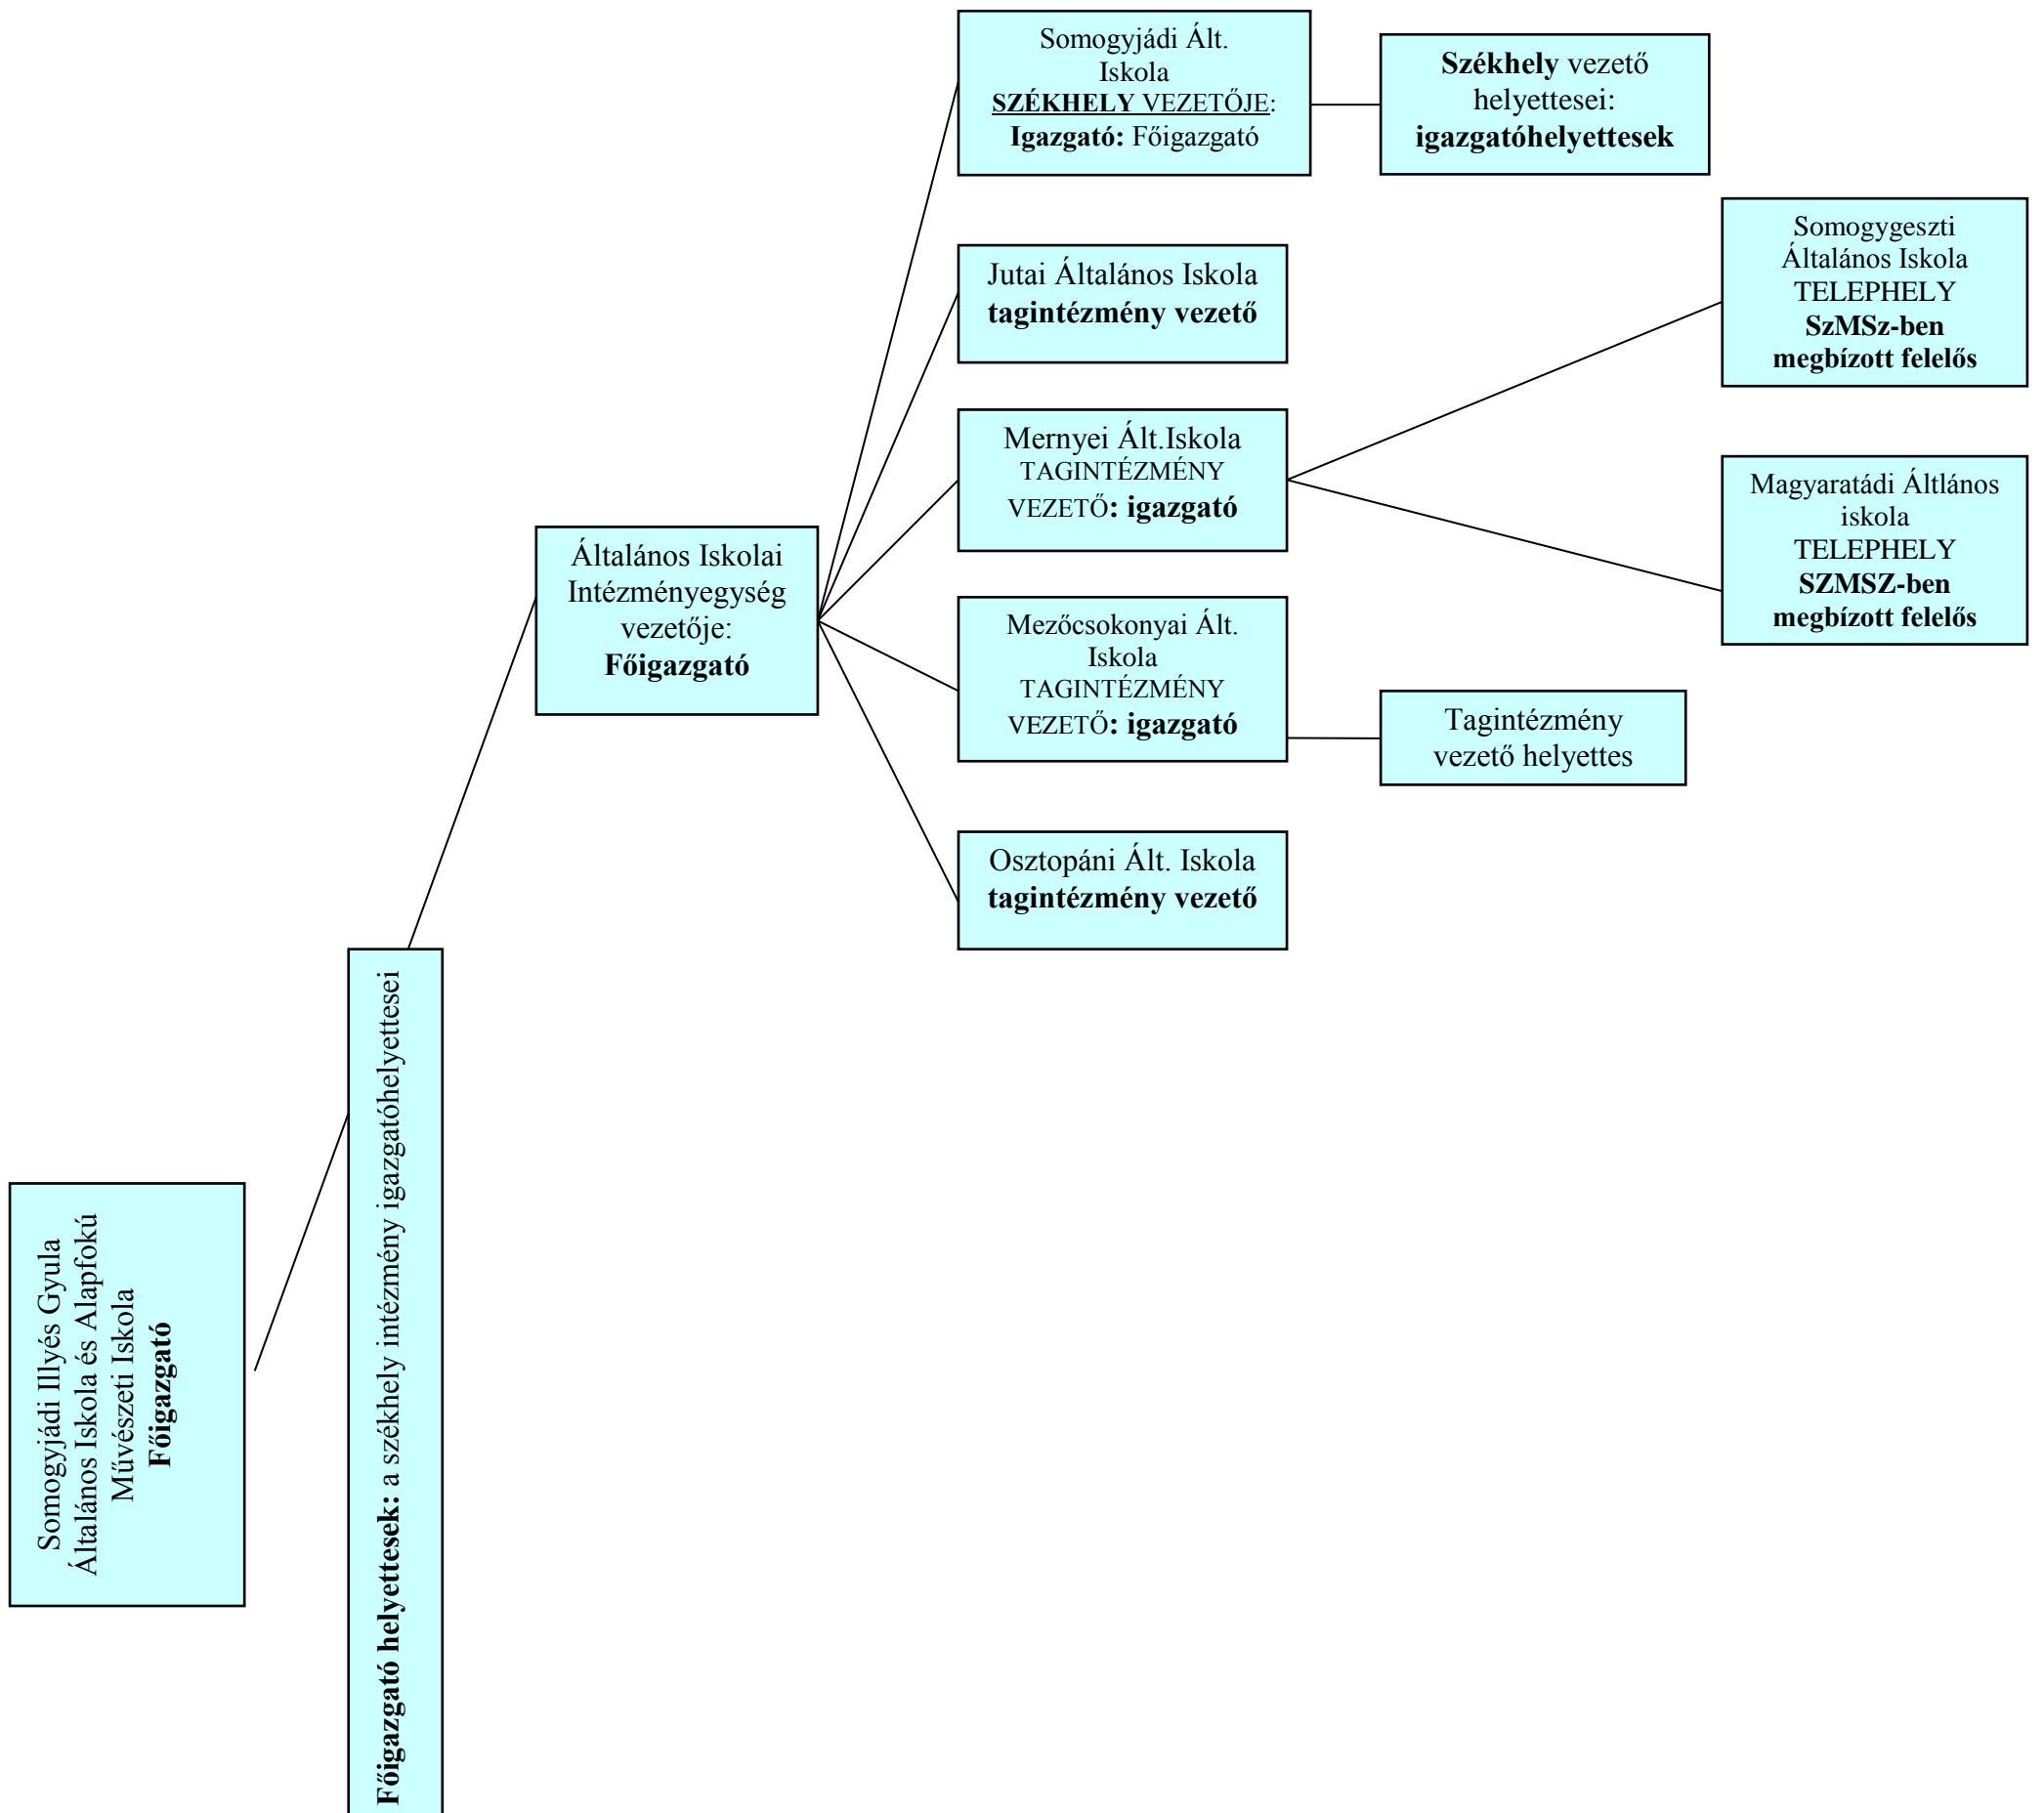 Somogyjádi Ált.
Iskola
SZÉKHELY VEZETŐJE:
Igazgató: Főigazgató
Székhely vezető
helyettesei:
igazgatóhelyettesek
Somogygeszti
Általános Iskola
TELEPHELY
SzMSz-ben
megbízott felelős
Jutai Általános Iskola
tagintézmény vezető
Mernyei Ált.Iskola
TAGINTÉZMÉNY
VEZETŐ: igazgató
Magyaratádi Áltlános
iskola
TELEPHELY
SZMSZ-ben
megbízott felelős
Általános Iskolai
Intézményegység
vezetője:
Főigazgató
Mezőcsokonyai Ált.
Iskola
TAGINTÉZMÉNY
VEZETŐ: igazgató
Tagintézmény
vezető helyettes
Osztopáni Ált. Iskola
tagintézmény vezető
Főigazgató helyettesek: a székhely intézmény igazgatóhelyettesei
Somogyjádi Illyés Gyula
Általános Iskola és Alapfokú
Művészeti Iskola
Főigazgató